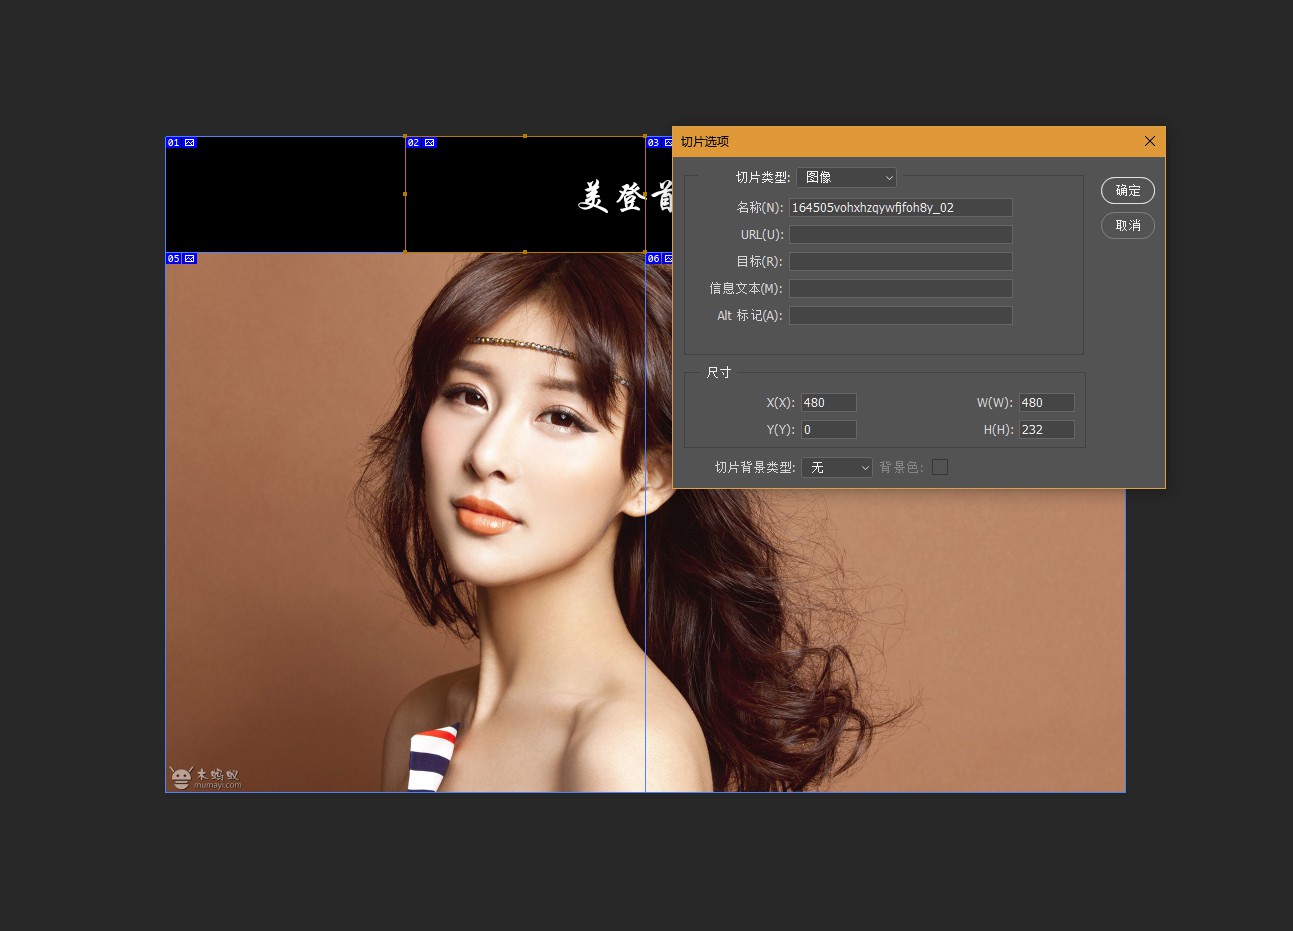 01
02
03
美登首
05
06
切片选项
切片类型: 图像
确定
名称(N): 164505vohxhzqywfjfoh8y_02
取消
URL(U):
目标(R):
信息文本(M):
Alt 标记(A):
尺寸
X(X): 480 W(W): 480
Y(Y): 0 H(H): 232
切片背景类型: 无 背景色:
木蚂蚁
mumayi.com